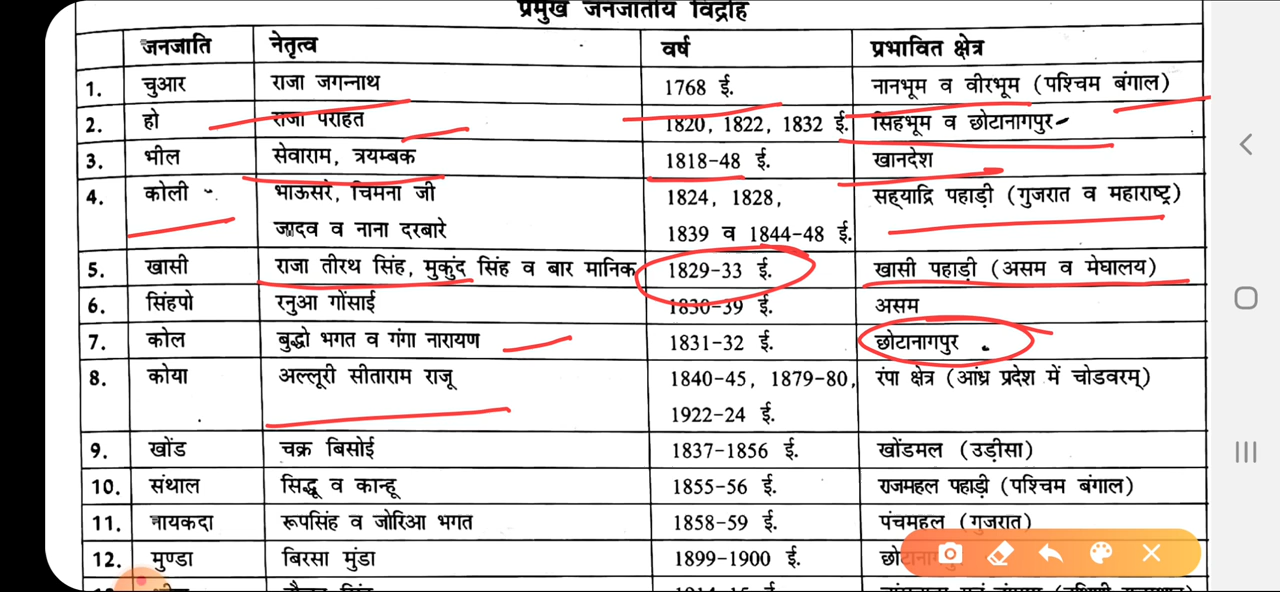 प्रमुख जनजातीय विद्रोह
जनजाति नेतृत्व वर्ष प्रभावित क्षेत्र
1. चुआर राजा जगन्नाथ 1768 ई. नानभूम व वीरभूम (पश्चिम बंगाल)
2. हो राजा पराहत 1820, 1822, 1832 ई. सिंहभूम व छोटानागपुर
3. भील सेवाराम, त्रयम्बक 1818-48 ई. खानदेश
4. कोली भाऊसरे, चिमना जी 1824, 1828, सह्याद्रि पहाड़ी (गुजरात व महाराष्ट्र)
जादव व नाना दरबारे 1839 व 1844-48 ई.
5. खासी राजा तीरथ सिंह, मुकुंद सिंह व बार मानिक 1829-33 ई. खासी पहाड़ी (असम व मेघालय)
6. सिंहपो रनुआ गोंसाई 1830-39 ई. असम
7. कोल बुद्धो भगत व गंगा नारायण 1831-32 ई. छोटानागपुर
8. कोया अल्लूरी सीताराम राजू 1840-45, 1879-80, रंपा क्षेत्र (आंध्र प्रदेश में चोडवरम्)
1922-24 ई.
9. खोंड चक्र बिसोई 1837-1856 ई. खोंडमल (उड़ीसा)
10. संथाल सिद्धू व कान्हू 1855-56 ई. राजमहल पहाड़ी (पश्चिम बंगाल)
11. नायकदा रूपसिंह व जोरिआ भगत 1858-59 ई. पंचमहल (गुजरात)
12. मुण्डा बिरसा मुंडा 1899-1900 ई.